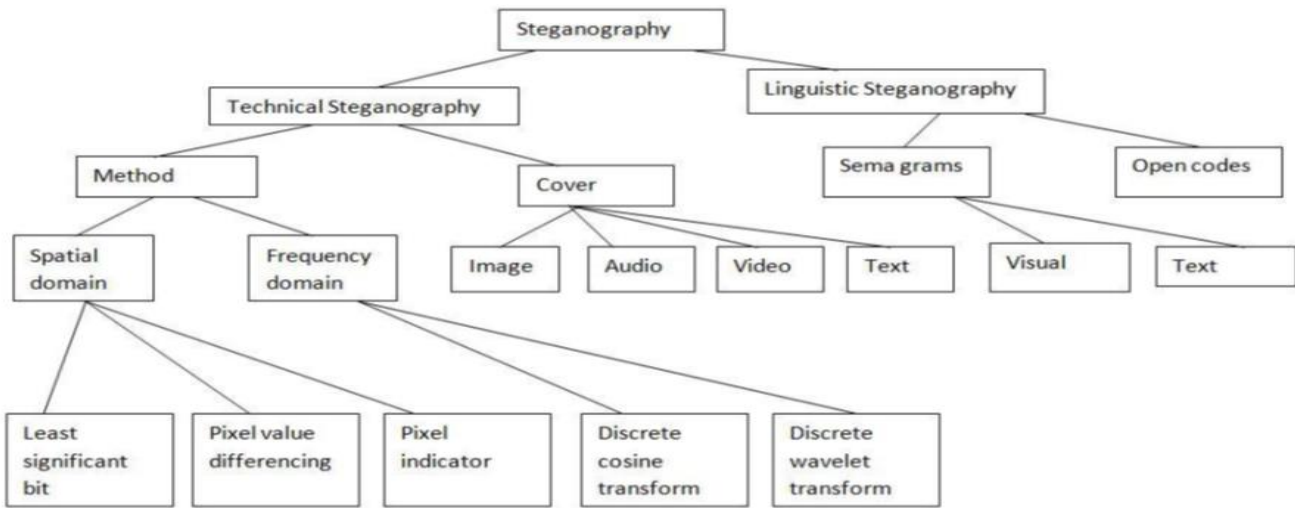 Steganography
Technical Steganography
Linguistic Steganography
Method
Cover
Sema grams
Open codes
Spatial
domain
Frequency
domain
Image
Audio
Video
Text
Visual
Text
Least
significant
bit
Pixel value
differencing
Pixel
indicator
Discrete
cosine
transform
Discrete
wavelet
transform